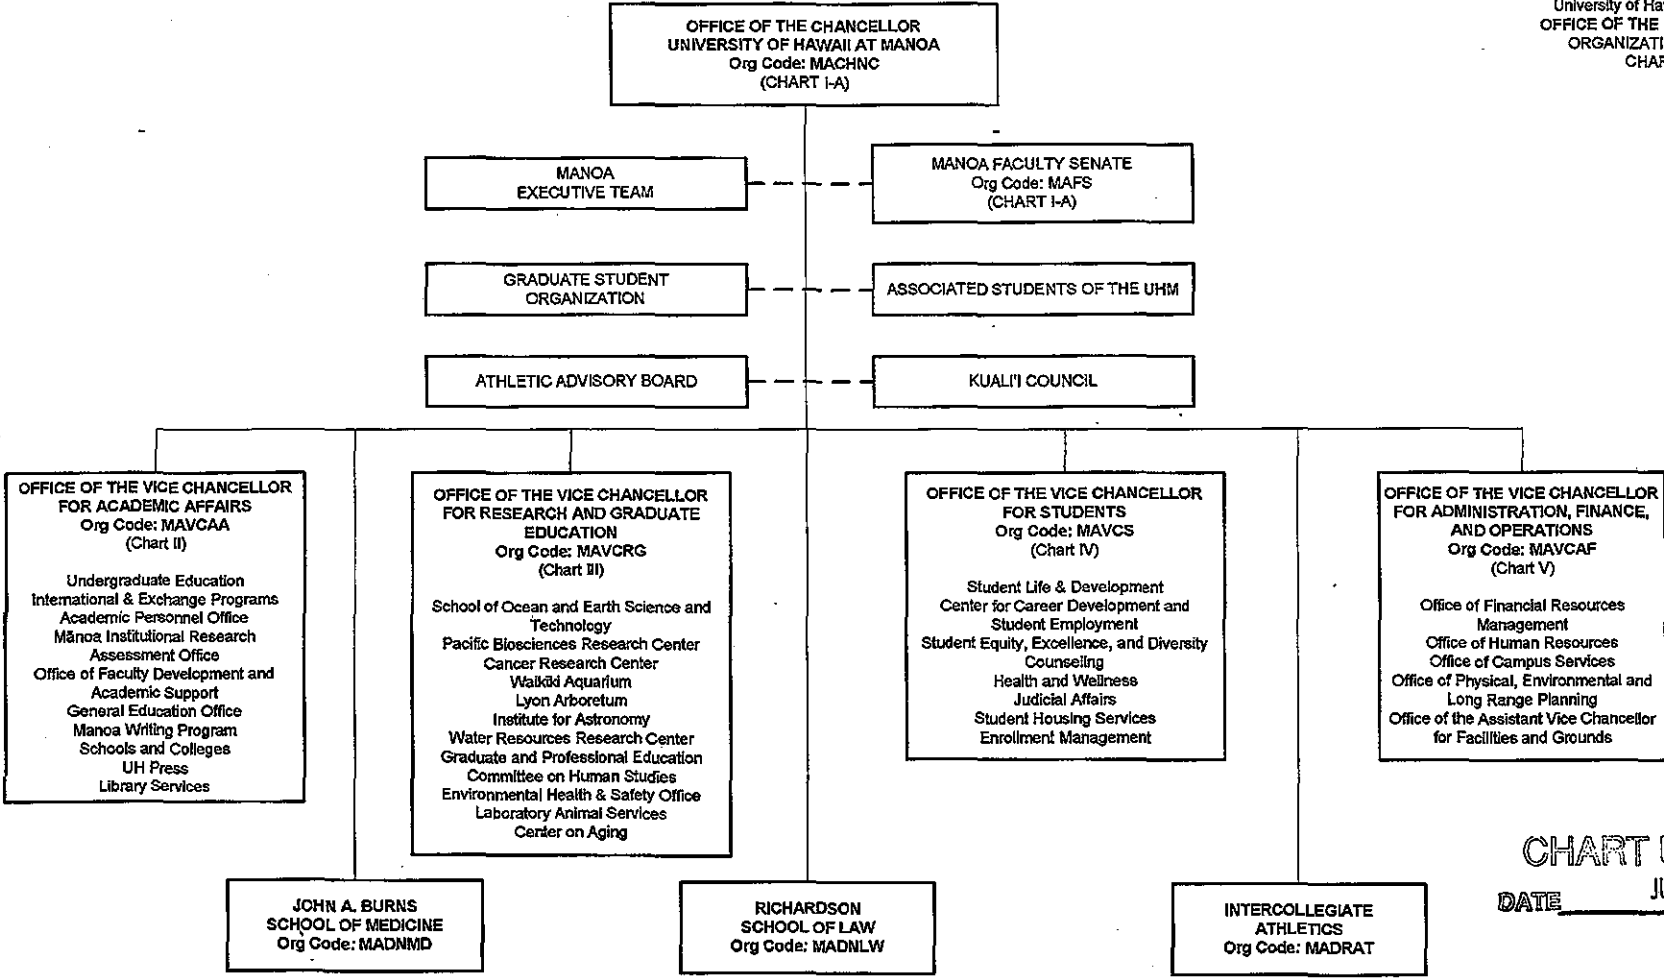 OFFICE OF THE CHANCELLOR
UNIVERSITY OF HAWAII AT MANOA
Org Code: MACHNC
(CHART I-A)
University of
OFFICE OF THE
CHART
MANOA
EXECUTIVE TEAM
MANOA FACULTY SENATE
Org Code: MAFS
(CHART I-A)
GRADUATE STUDENT
ORGANIZATION
ASSOCIATED STUDENTS OF THE UHM
ATHLETIC ADVISORY BOARD
KUALI'I COUNCIL
OFFICE OF THE VICE CHANCELLOR
FOR ACADEMIC AFFAIRS
Org Code: MAVCAA
(Chart II)
Undergraduate Education
International & Exchange Programs
Academic Personnel Office
Mānoa Institutional Research
Assessment Office
Office of Faculty Development and
Academic Support
General Education Office
Manoa Writing Program
Schools and Colleges
UH Press
Library Services
OFFICE OF THE VICE CHANCELLOR
FOR RESEARCH AND GRADUATE
EDUCATION
Org Code: MAVCRG
(Chart III)
School of Ocean and Earth Science and
Technology
Pacific Biosciences Research Center
Cancer Research Center
Waikiki Aquarium
Lyon Arboretum
Institute for Astronomy
Water Resources Research Center
Graduate and Professional Education
Committee on Human Studies
Environmental Health & Safety Office
Laboratory Animal Services
Center on Aging
OFFICE OF THE VICE CHANCELLOR
FOR STUDENTS
Org Code: MAVCS
(Chart IV)
Student Life & Development
Center for Career Development and
Student Employment
Student Equity, Excellence, and Diversity
Counseling
Health and Wellness
Judicial Affairs
Student Housing Services
Enrollment Management
OFFICE OF THE VICE CHANCELLOR
FOR ADMINISTRATION, FINANCE,
AND OPERATIONS
Org Code: MAVCAF
(Chart V)
Office of Financial Resources
Management
Office of Human Resources
Office of Campus Services
Office of Physical, Environmental and
Long Range Planning
Office of the Assistant Vice Chancellor
for Facilities and Grounds
JOHN A. BURNS
SCHOOL OF MEDICINE
Org Code: MADNMD
RICHARDSON
SCHOOL OF LAW
Org Code: MADNLW
INTERCOLLEGIATE
ATHLETICS
Org Code: MADRAT
CHART
DATE